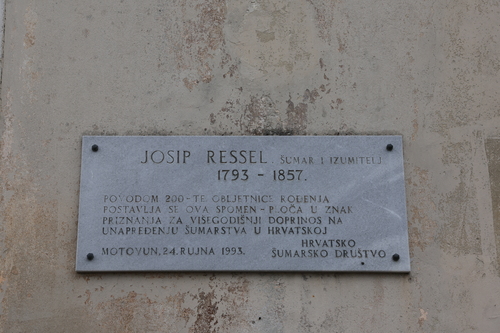 JOSIP RESSEL, ŠUMAR I IZUMITELJ
1793 - 1857.
POVODOM 200-TE OBLJETNICE ROĐENJA
POSTAVLJA SE OVA SPOMEN-PLOČA U ZNAK
PRIZNANJA ZA VIŠEGODIŠNJI DOPRINOS NA
UNAPREĐENJU ŠUMARSTVA U HRVATSKOJ
HRVATSKO
MOTOVUN, 24. RUJNA 1993. ŠUMARSKO DRUŠTVO